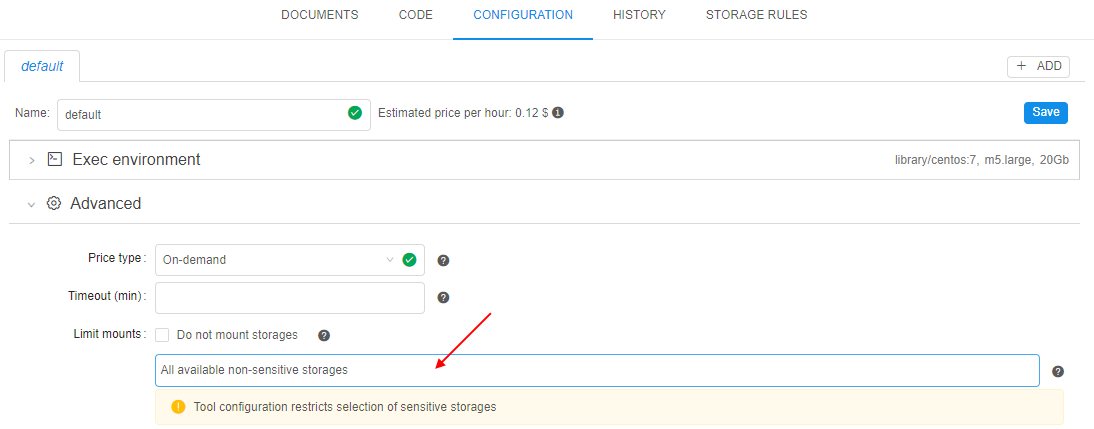 DOCUMENTS CODE CONFIGURATION HISTORY STORAGE RULES
default + ADD
Name: default Estimated price per hour: 0.12 $ Save
Exec environment library/centos:7, m5.large, 20Gb
Advanced
Price type: On-demand
Timeout (min):
Limit mounts: Do not mount storages
All available non-sensitive storages
Tool configuration restricts selection of sensitive storages